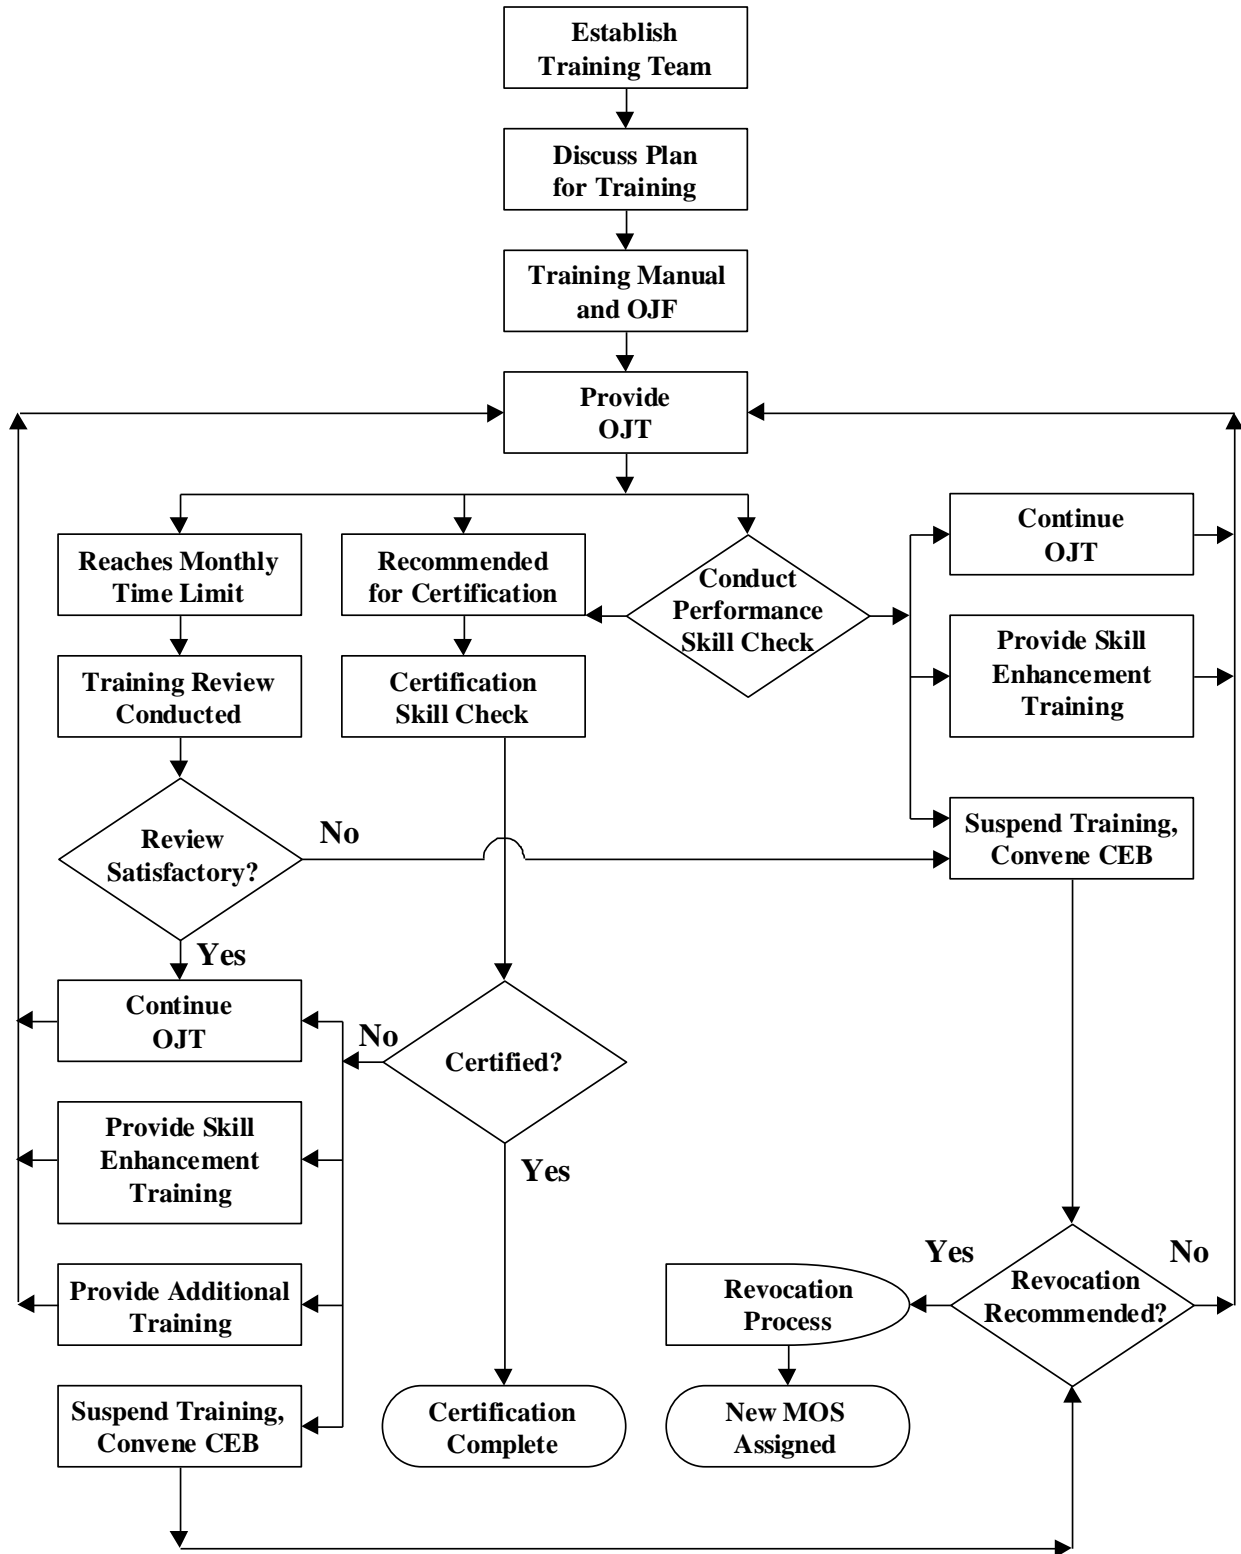 Establish
Training Team
Discuss Plan
for Training
Training Manual
and OJF
Provide
OJT
Reaches Monthly
Time Limit
Recommended
for Certification
Conduct
Performance
Skill Check
Continue
OJT
Provide Skill
Enhancement
Training
Training Review
Conducted
Certification
Skill Check
Suspend Training,
Convene CEB
Review
Satisfactory?
No
Yes
Continue
OJT
No
Certified?
Yes
Provide Skill
Enhancement
Training
Provide Additional
Training
Suspend Training,
Convene CEB
Certification
Complete
Revocation
Process
New MOS
Assigned
Yes
Revocation
Recommended?
No